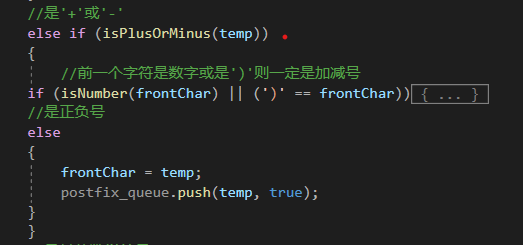 //是'+'或'-'
else if (isPlusOrMinus(temp))
{
//前一个字符是数字或是')'则一定是加减号
if (isNumber(frontChar) || (')' == frontChar)) { ... }
//是正负号
else
{
frontChar = temp;
postfix_queue.push(temp, true);
}
}